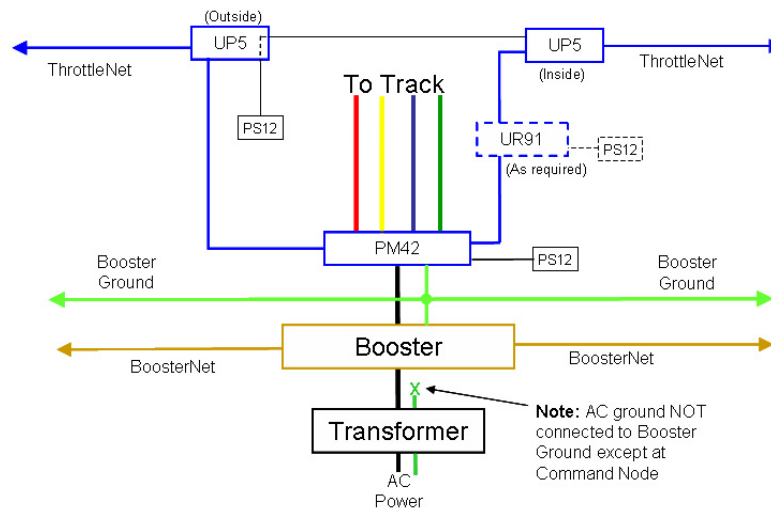 (Outside)
UP5
UP5
ThrottleNet
(Inside)
ThrottleNet
To Track
PS12
UR91
PS12
(As required)
PM42
PS12
Booster
Ground
Booster
Ground
Booster
BoosterNet
BoosterNet
X
Note: AC ground NOT
connected to Booster
Ground except at
Command Node
Transformer
AC
Power